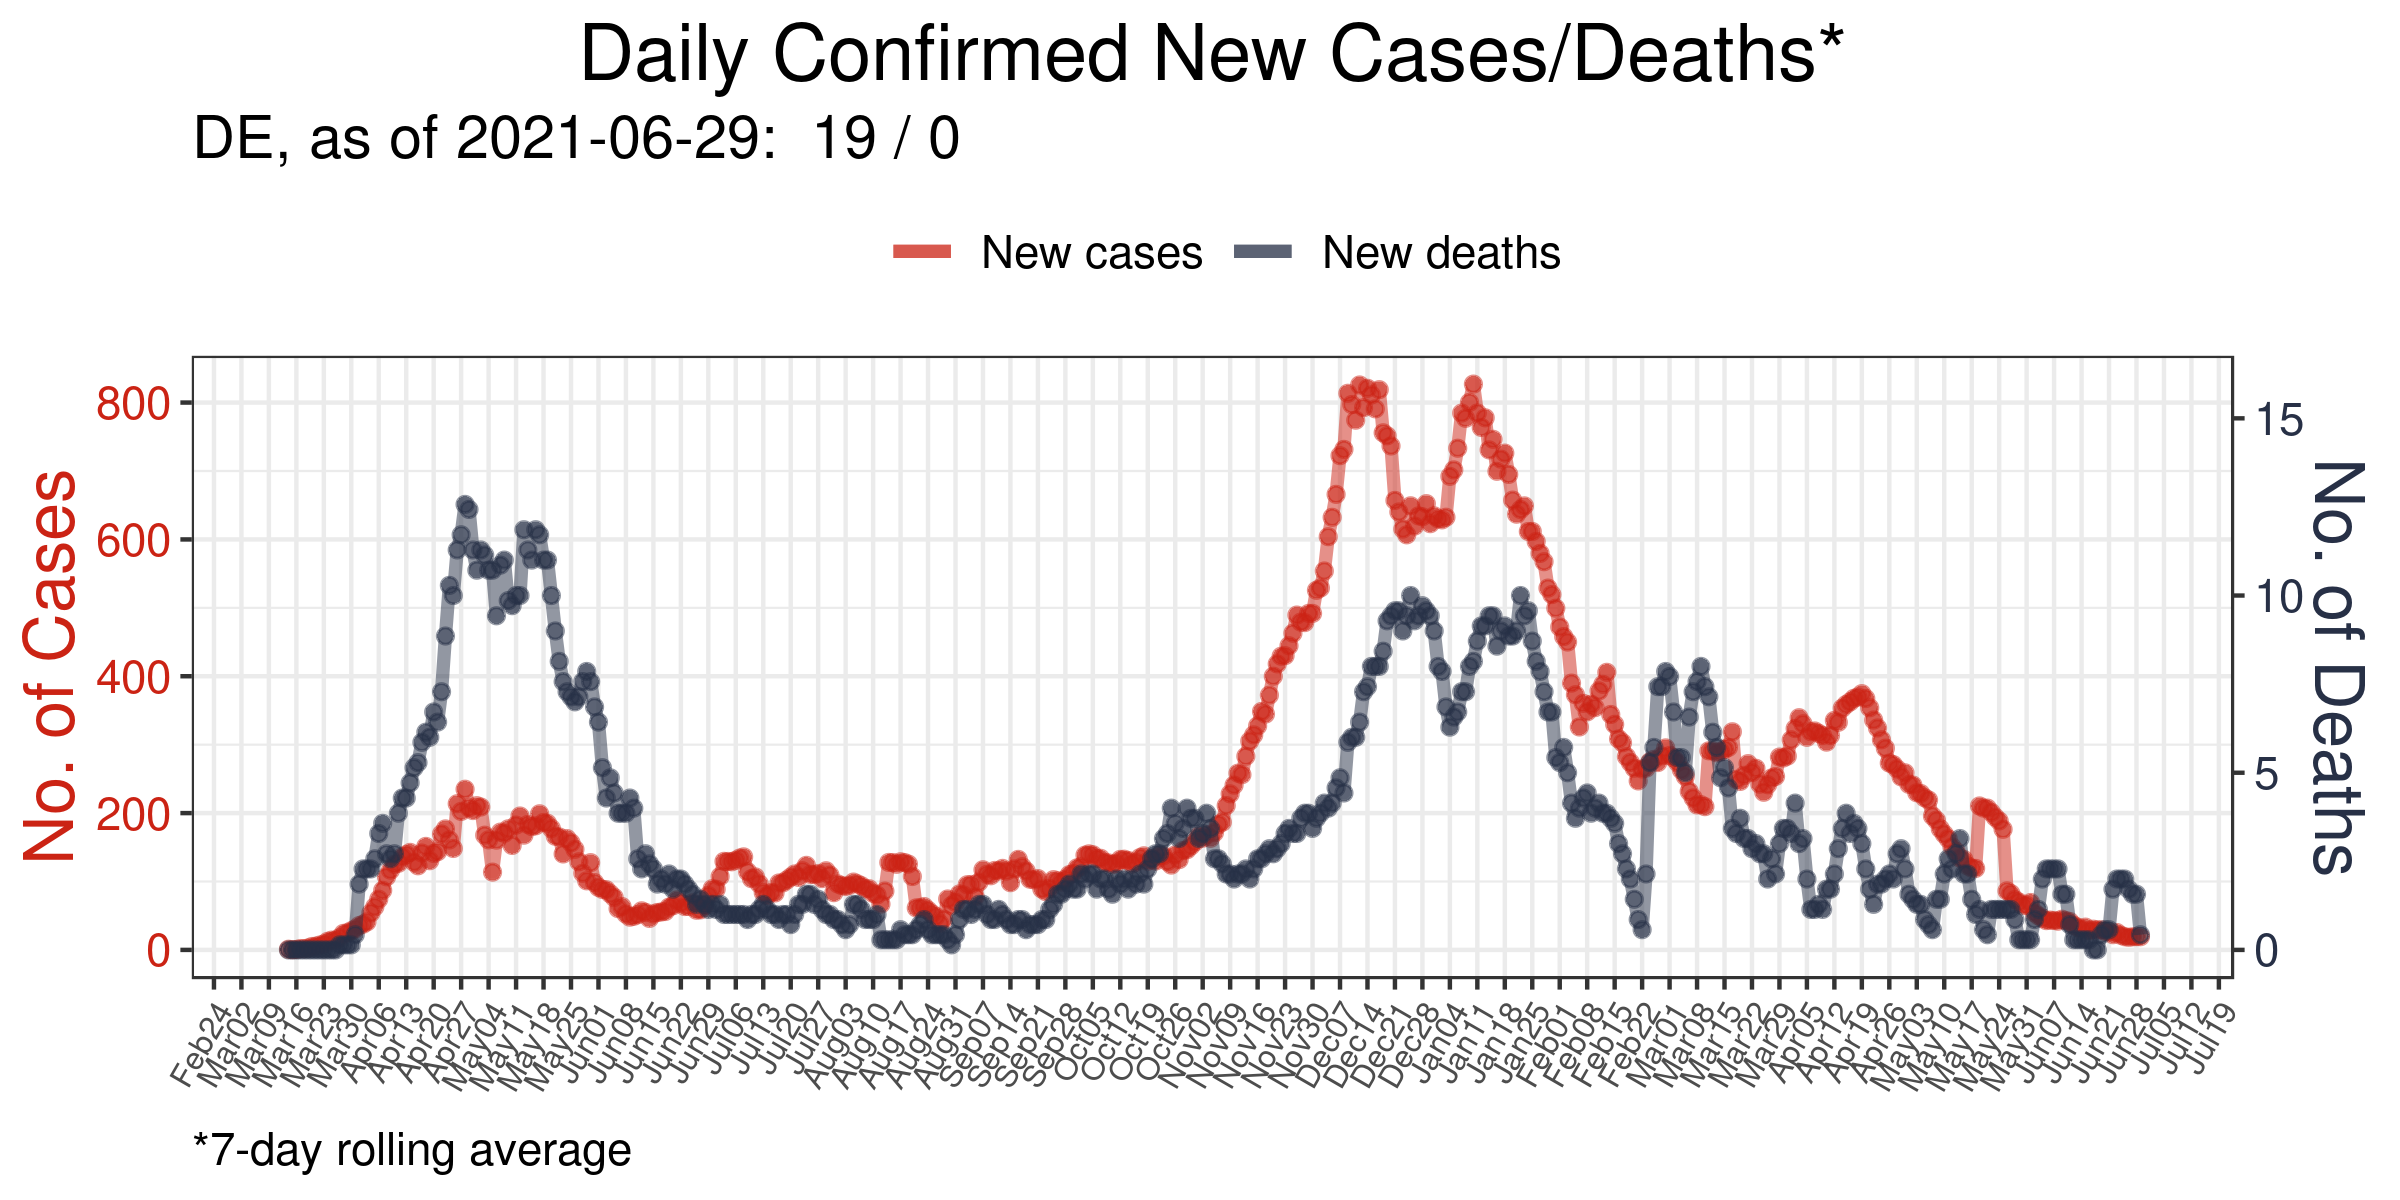 Daily Confirmed New Cases/Deaths*
DE, as of 2021-06-29:  19 / 0
New cases New deaths
No. of Cases
800
600
400
200
0
15
10
5
0
No. of Deaths
Feb24 Mar02 Mar09 Mar16 Mar23 Mar30 Apr06 Apr13 Apr20 Apr27 May04 May11 May18 May25 Jun01 Jun08 Jun15 Jun22 Jun29 Jul06 Jul13 Jul20 Jul27 Aug03 Aug10 Aug17 Aug24 Aug31 Sep07 Sep14 Sep21 Sep28 Oct05 Oct12 Oct19 Oct26 Nov02 Nov09 Nov16 Nov23 Nov30 Dec07 Dec14 Dec21 Dec28 Jan04 Jan11 Jan18 Jan25 Feb01 Feb08 Feb15 Feb22 Mar01 Mar08 Mar15 Mar22 Mar29 Apr05 Apr12 Apr19 Apr26 May03 May10 May17 May24 May31 Jun07 Jun14 Jun21 Jun28 Jul05 Jul12 Jul19
*7-day rolling average